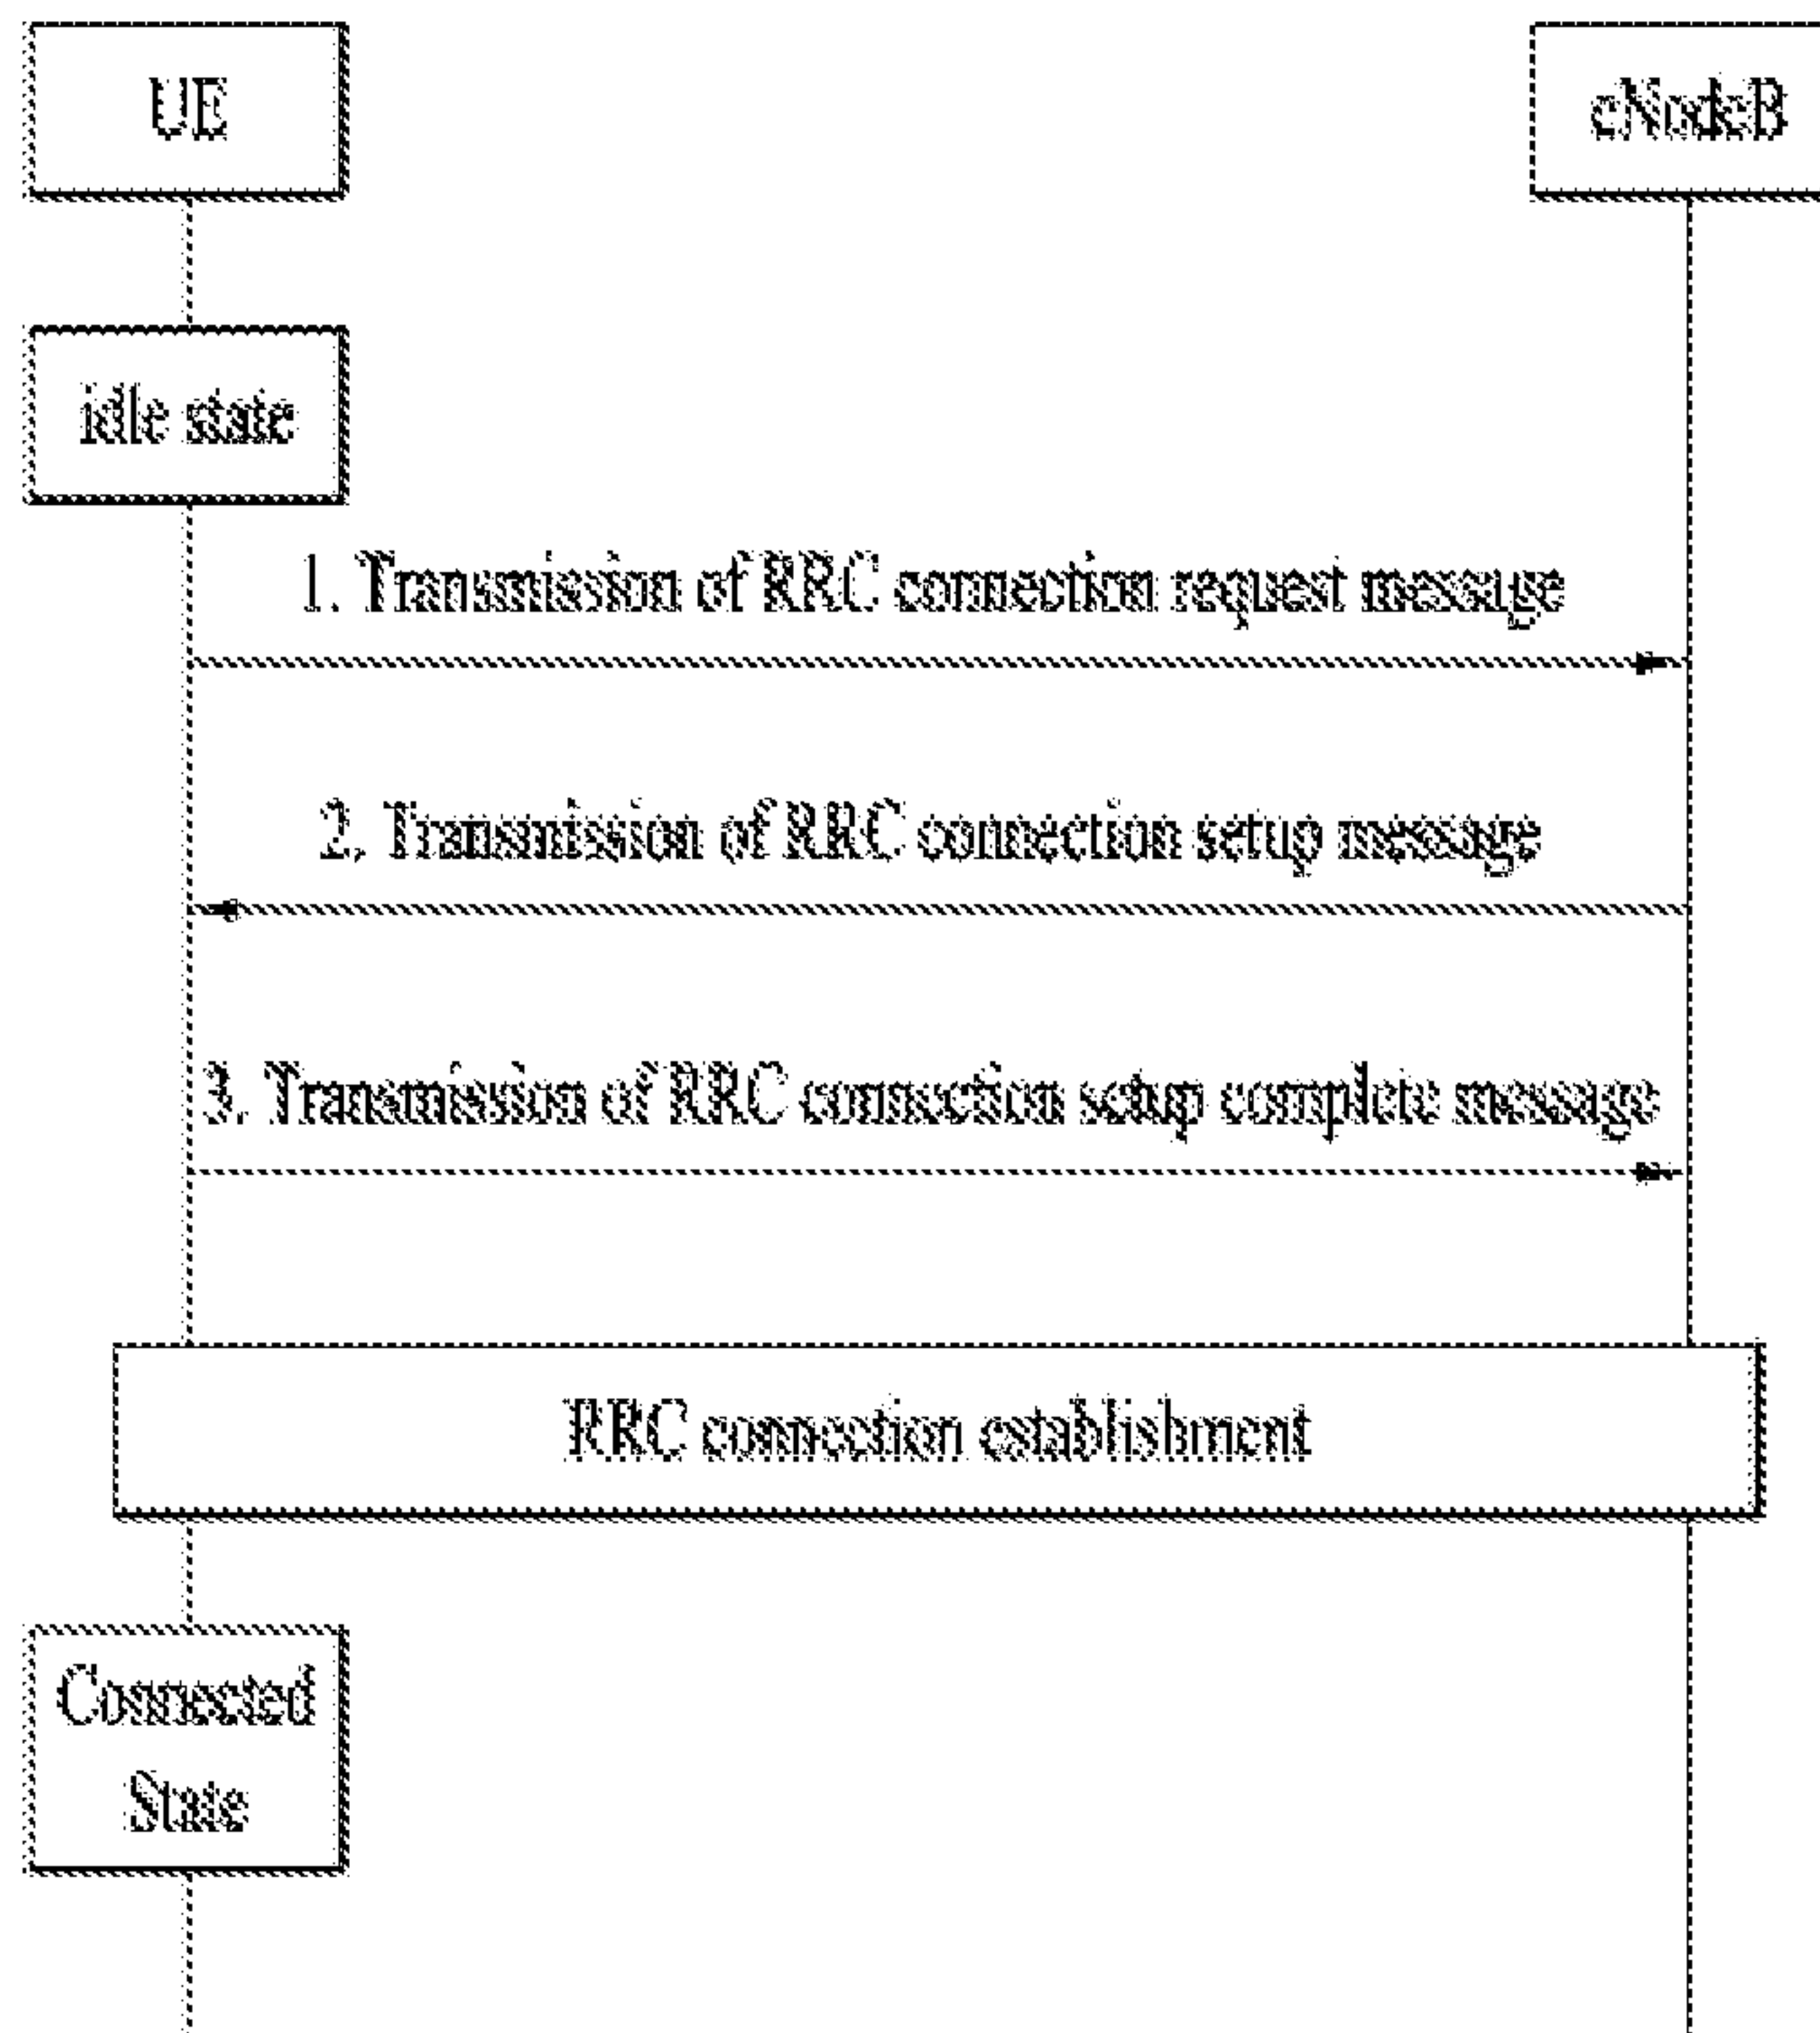 UE
eNodeB
idle state
1. Transmission of RRC connection request message
2. Transmission of RRC connection setup message
3. Transmission of RRC connection setup complete message
RRC connection establishment
Connected
State